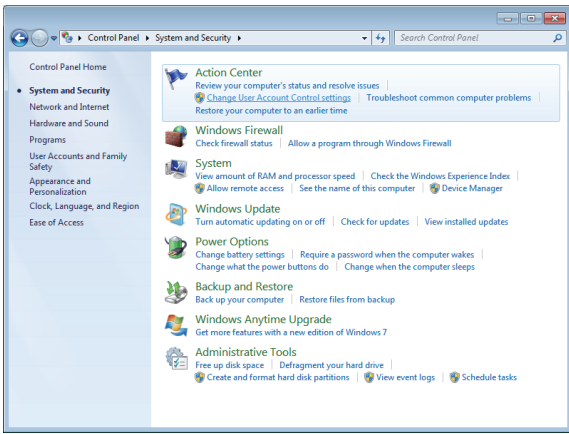 Control Panel System and Security Search Control Panel
Control Panel Home
System and Security
Network and Internet
Hardware and Sound
Programs
User Accounts and Family
Safety
Appearance and
Personalization
Clock, Language, and Region
Ease of Access
Action Center
Review your computer's status and resolve issues
Change User Account Control settings Troubleshoot common computer problems
Restore your computer to an earlier time
Windows Firewall
Check firewall status Allow a program through Windows Firewall
System
View amount of RAM and processor speed Check the Windows Experience Index
Allow remote access See the name of this computer Device Manager
Windows Update
Turn automatic updating on or off Check for updates View installed updates
Power Options
Change battery settings Require a password when the computer wakes
Change what the power buttons do Change when the computer sleeps
Backup and Restore
Back up your computer Restore files from backup
Windows Anytime Upgrade
Get more features with a new edition of Windows 7
Administrative Tools
Free up disk space Defragment your hard drive
Create and format hard disk partitions View event logs Schedule tasks